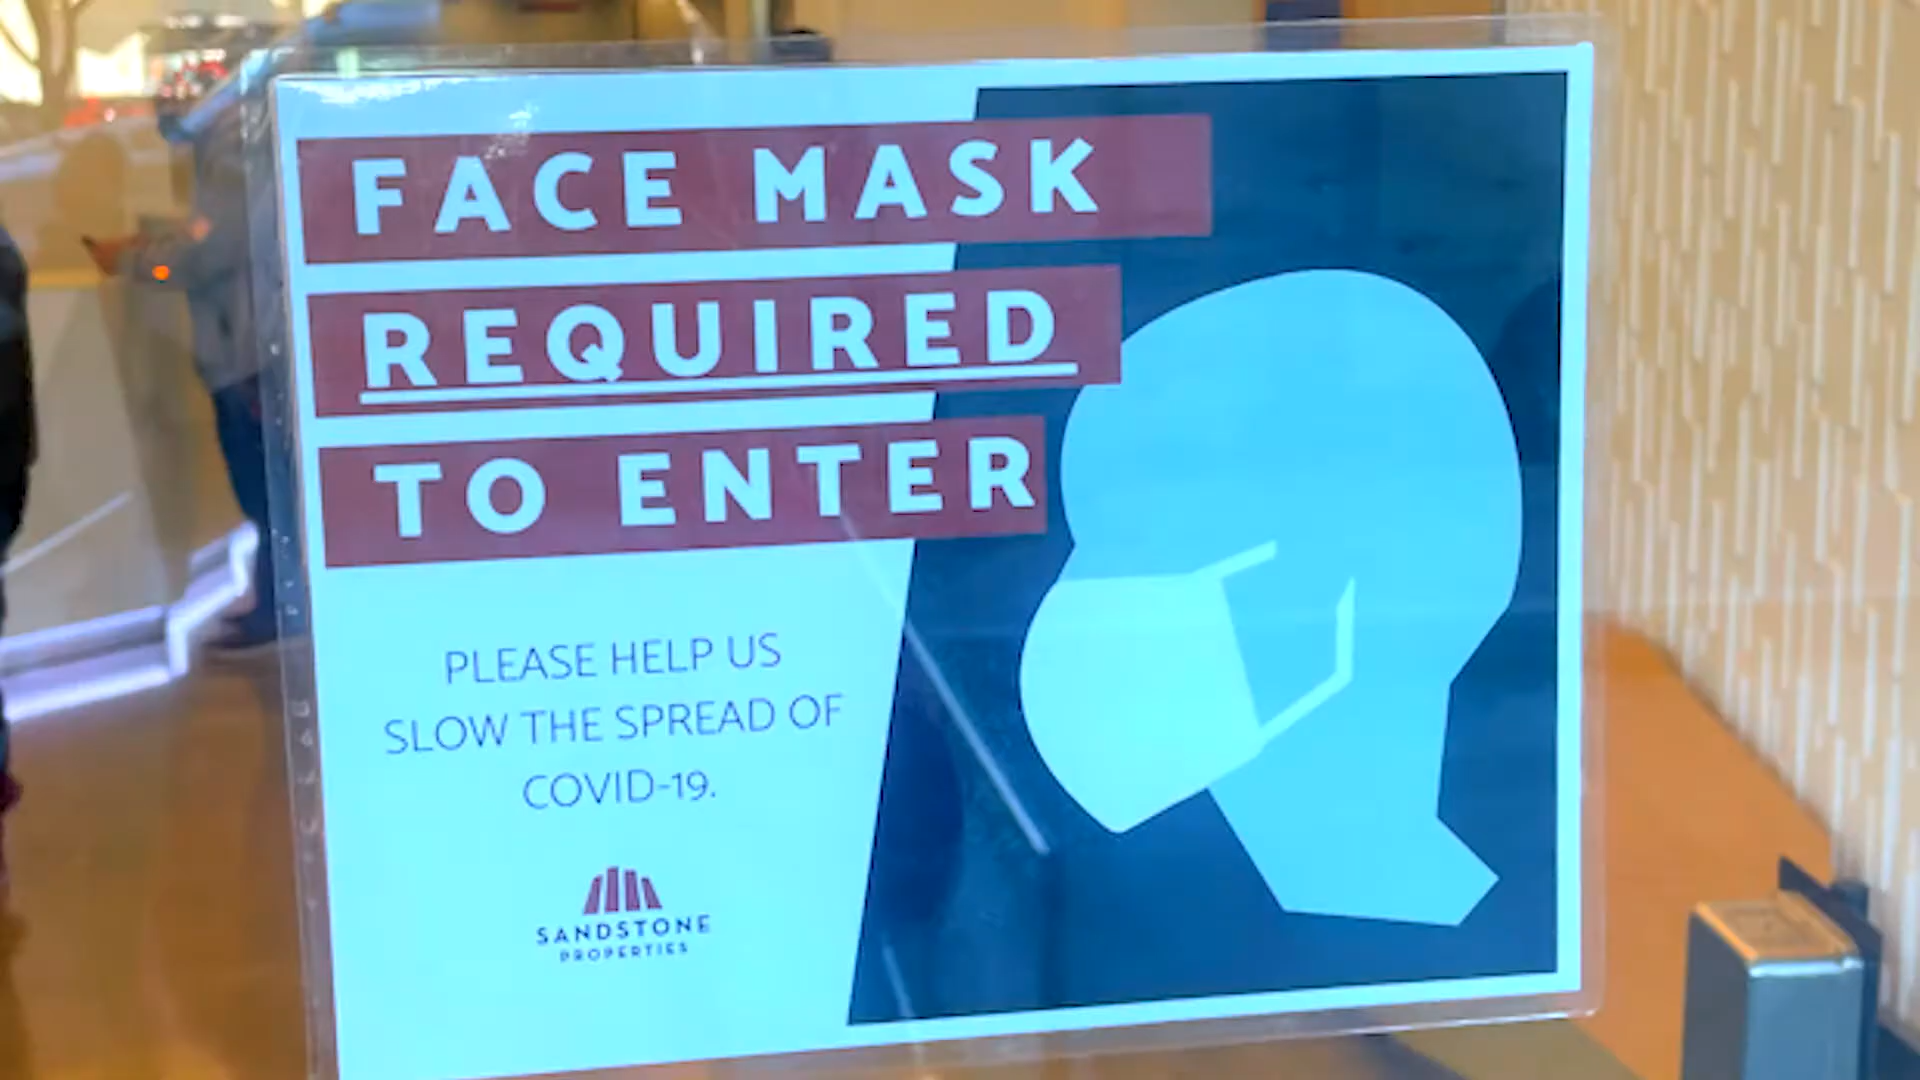 FACE MASK
REQUIRED
TO ENTER
PLEASE HELP US
SLOW THE SPREAD OF
COVID-19.
SANDSTONE
PROPERTIES